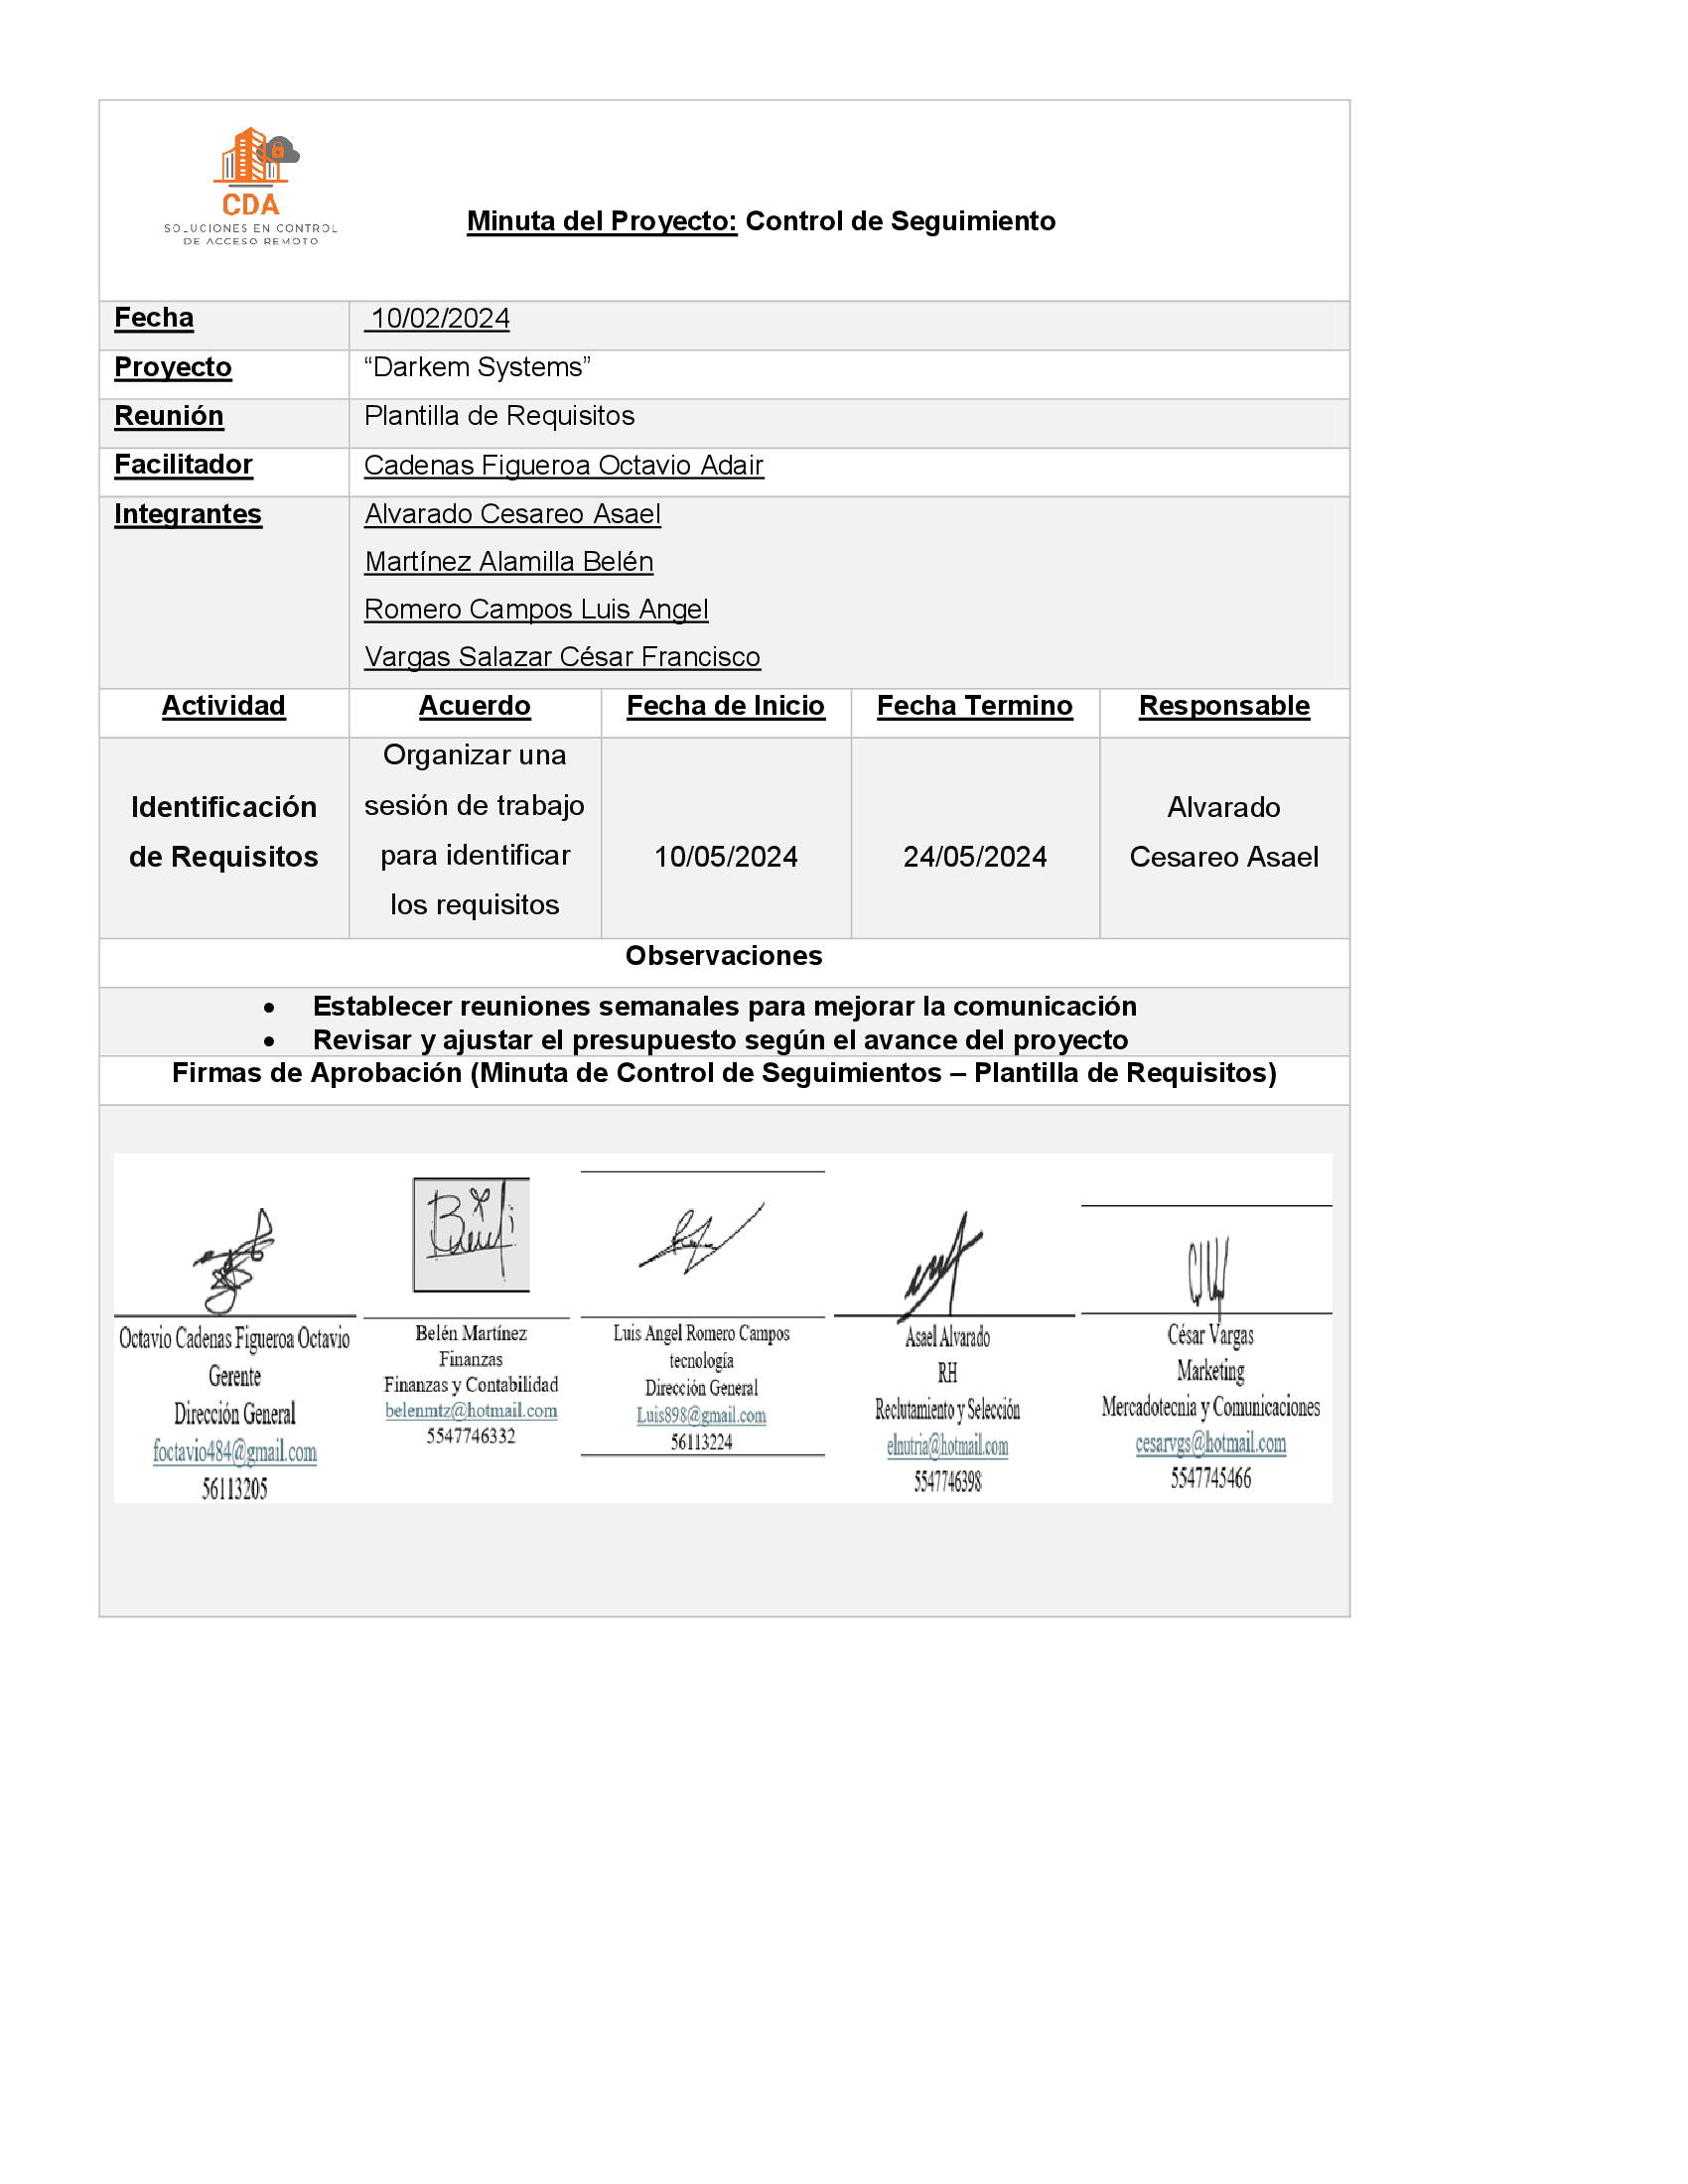 CDA
SOLUCIONES EN CONTROL
DE ACCESO REMOTO
Minuta del Proyecto: Control de Seguimiento
Fecha 10/02/2024
Proyecto “Darkem Systems”
Reunión Plantilla de Requisitos
Facilitador Cadenas Figueroa Octavio Adair
Integrantes Alvarado Cesareo Asael
Martínez Alamilla Belén
Romero Campos Luis Angel
Vargas Salazar César Francisco
Actividad Acuerdo Fecha de Inicio Fecha Termino Responsable
Identificación
de Requisitos
Organizar una
sesión de trabajo
para identificar
los requisitos
10/05/2024
24/05/2024
Alvarado
Cesareo Asael
Observaciones
• Establecer reuniones semanales para mejorar la comunicación
• Revisar y ajustar el presupuesto según el avance del proyecto
Firmas de Aprobación (Minuta de Control de Seguimientos – Plantilla de Requisitos)
Octavio Cadenas Figueroa Octavio
Gerente
Dirección General
foctavio484@gmail.com
56113205
Belén Martínez
Finanzas
Finanzas y Contabilidad
belenmtz@hotmail.com
5547746332
Luis Angel Romero Campos
tecnología
Dirección General
Luis898@gmail.com
56113224
Asael Alvarado
RH
Reclutamiento y Selección
elnutria@hotmail.com
5547746398
César Vargas
Marketing
Mercadotecnia y Comunicaciones
cesarvgs@hotmail.com
5547745466